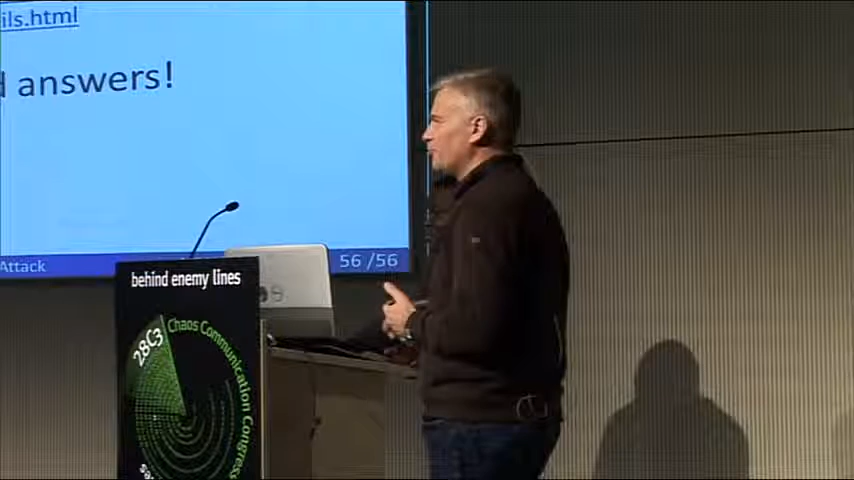 ils.html
answers!
Attack
56 /56
behind enemy lines
28C3
Chaos Communication Congress